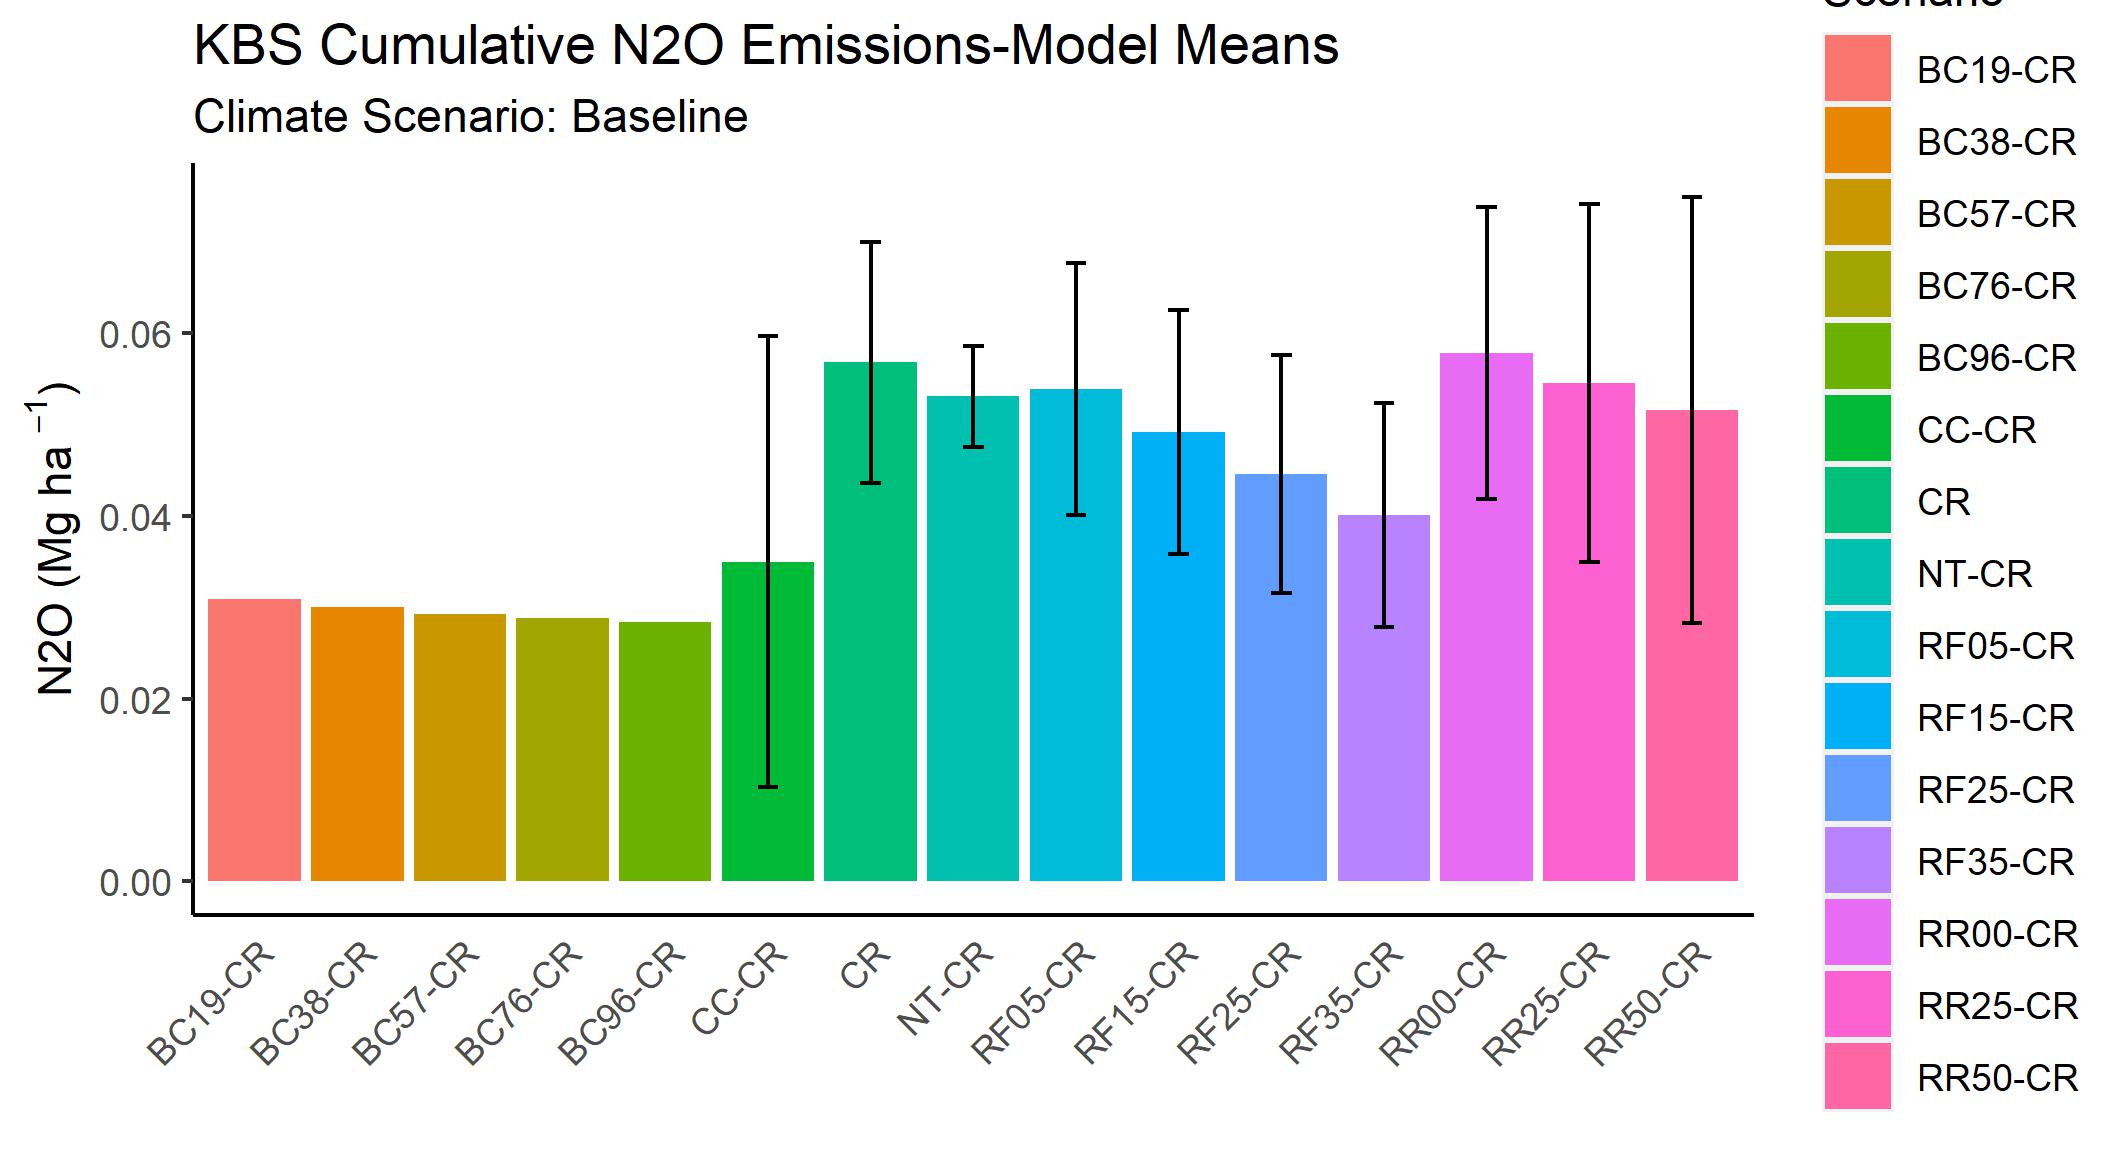 KBS Cumulative N2O Emissions-Model Means
Climate Scenario: Baseline
N2O (Mg ha −1)
0.06
0.04
0.02
0.00
BC19-CR
BC38-CR
BC57-CR
BC76-CR
BC96-CR
CC-CR
CR
NT-CR
RF05-CR
RF15-CR
RF25-CR
RF35-CR
RR00-CR
RR25-CR
RR50-CR
Scenario
BC19-CR
BC38-CR
BC57-CR
BC76-CR
BC96-CR
CC-CR
CR
NT-CR
RF05-CR
RF15-CR
RF25-CR
RF35-CR
RR00-CR
RR25-CR
RR50-CR